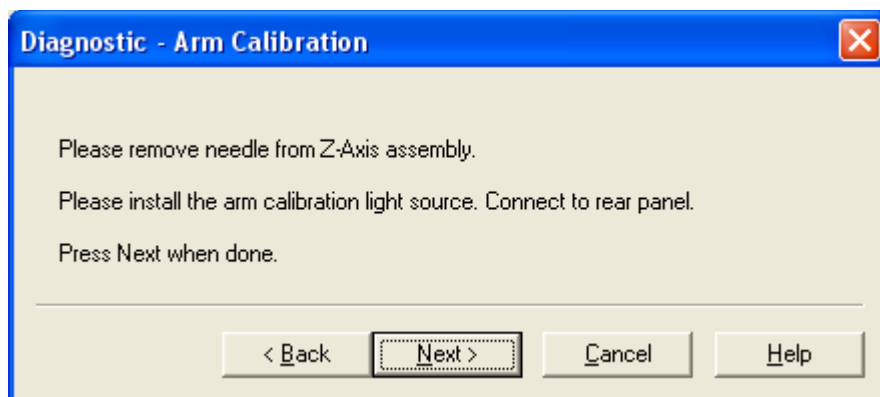 Diagnostic - Arm Calibration
Please remove needle from Z-Axis assembly.
Please install the arm calibration light source. Connect to rear panel.
Press Next when done.
< Back Next > Cancel Help